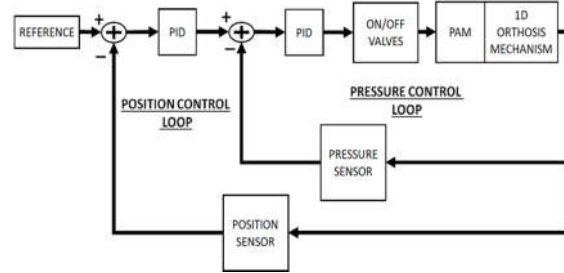 REFERENCE
+
−
PID
+
−
PID
ON/OFF
VALVES
PAM
1D
ORTHOSIS
MECHANISM
POSITION CONTROL
LOOP
PRESSURE CONTROL
LOOP
PRESSURE
SENSOR
POSITION
SENSOR